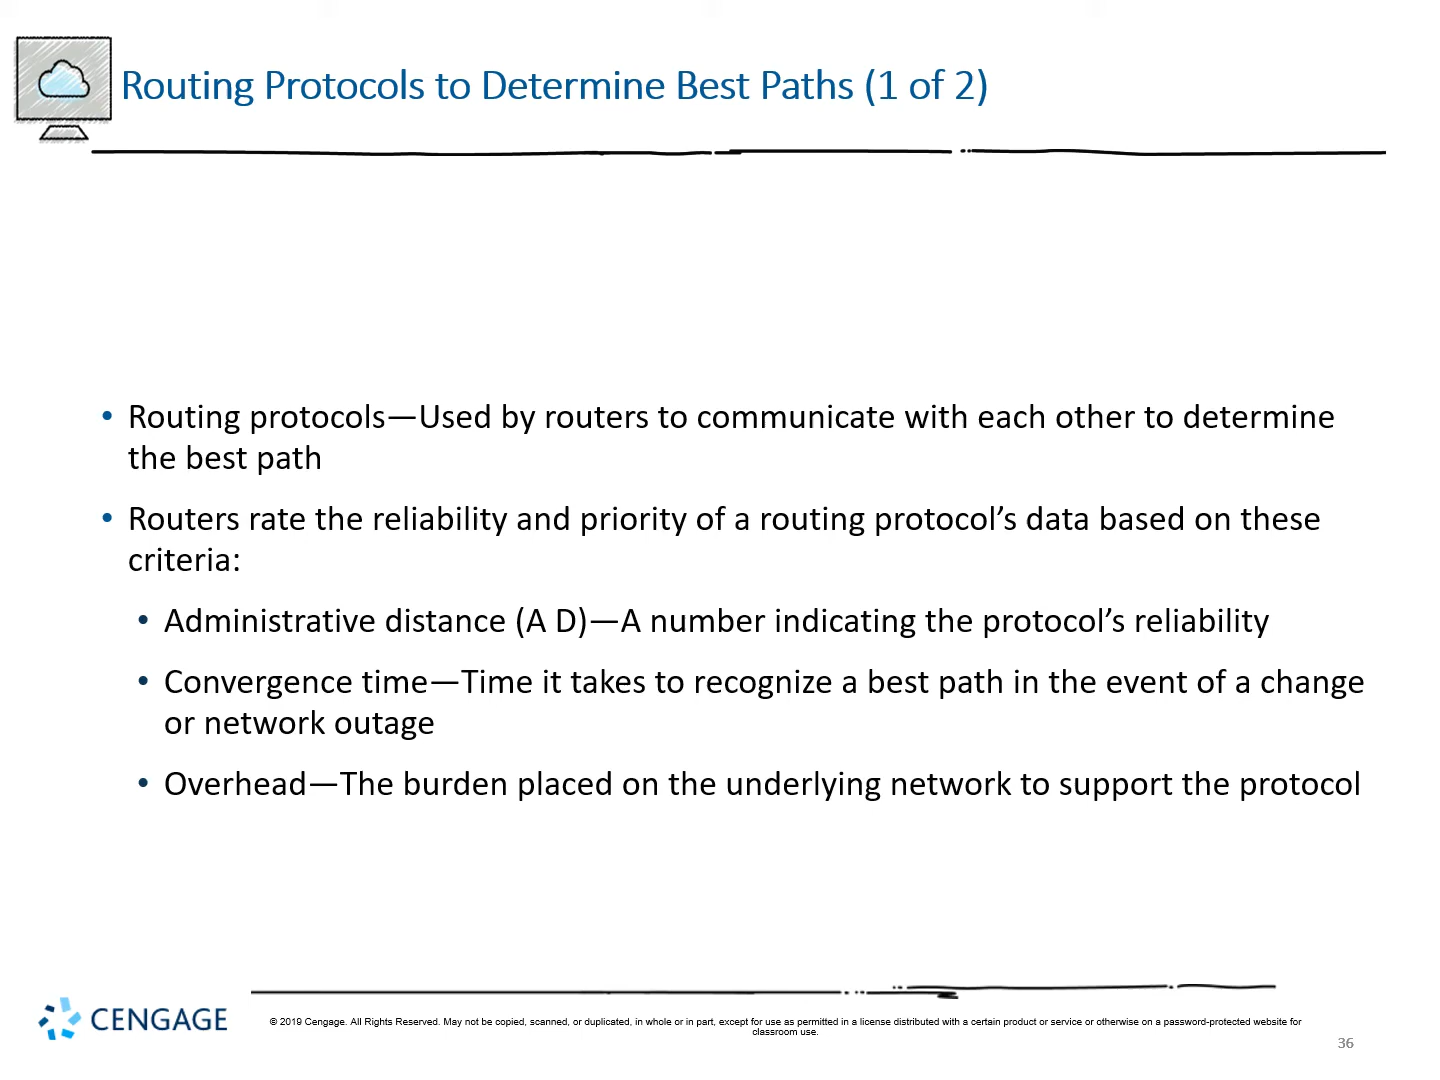 Routing Protocols to Determine Best Paths (1 of 2)
• Routing protocols—Used by routers to communicate with each other to determine
the best path
• Routers rate the reliability and priority of a routing protocol’s data based on these
criteria:
• Administrative distance (A D)—A number indicating the protocol’s reliability
• Convergence time—Time it takes to recognize a best path in the event of a change
or network outage
• Overhead—The burden placed on the underlying network to support the protocol
CENGAGE
© 2019 Cengage. All Rights Reserved. May not be copied, scanned, or duplicated, in whole or in part, except for use as permitted in a license distributed with a certain product or service or otherwise on a password-protected website for
classroom use.
36